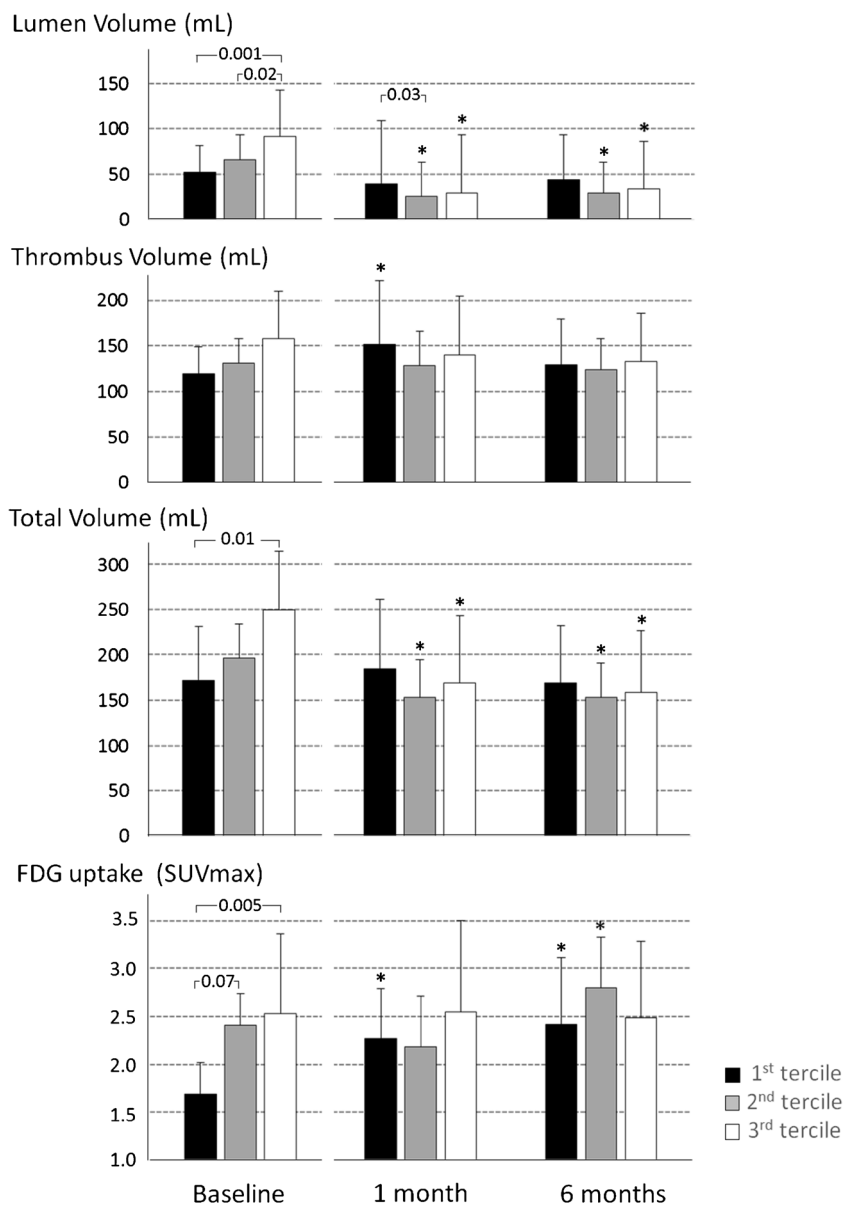 Lumen Volume (mL)
0.001
0.02
0.03
150
100
50
0
* * * *
Thrombus Volume (mL)
*
200
150
100
50
0
Total Volume (mL)
0.01
300
250
200
150
100
50
0
* * * *
FDG uptake (SUVmax)
0.005
0.07
3.5
3.0
2.5
2.0
1.5
1.0
* * *
1st tercile
2nd tercile
3rd tercile
Baseline 1 month 6 months